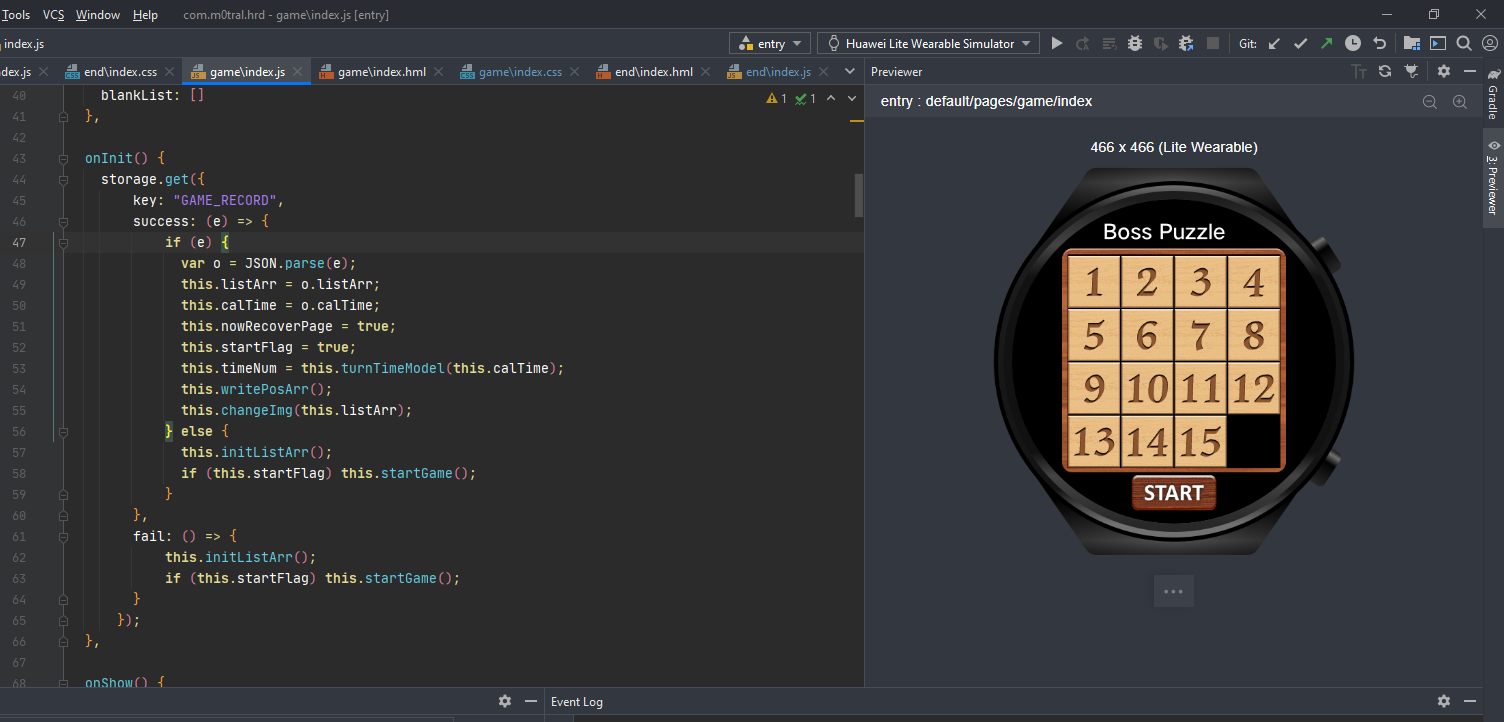 Tools VCS Window Help com.m0tral.hrd - game\index.js [entry]
index.js entry Huawei Lite Wearable Simulator Git:
dex.js end\index.css game\index.js game\index.hml game\index.css end\index.hml end\index.js Previewer
40 blankList: [] 1 1
41 },
42
43 onInit() {
44 storage.get({
45 key: "GAME_RECORD",
46 success: (e) => {
47 if (e) {
48 var o = JSON.parse(e);
49 this.listArr = o.listArr;
50 this.calTime = o.calTime;
51 this.nowRecoverPage = true;
52 this.startFlag = true;
53 this.timeNum = this.turnTimeModel(this.calTime);
54 this.writePosArr();
55 this.changeImg(this.listArr);
56 } else {
57 this.initListArr();
58 if (this.startFlag) this.startGame();
59 }
60 },
61 fail: () => {
62 this.initListArr();
63 if (this.startFlag) this.startGame();
64 }
65 });
66 },
67
68 onShow() {
entry : default/pages/game/index
466 x 466 (Lite Wearable)
Boss Puzzle
1 2 3 4
5 6 7 8
9 10 11 12
13 14 15
START
...
Gradle
3: Previewer
Event Log